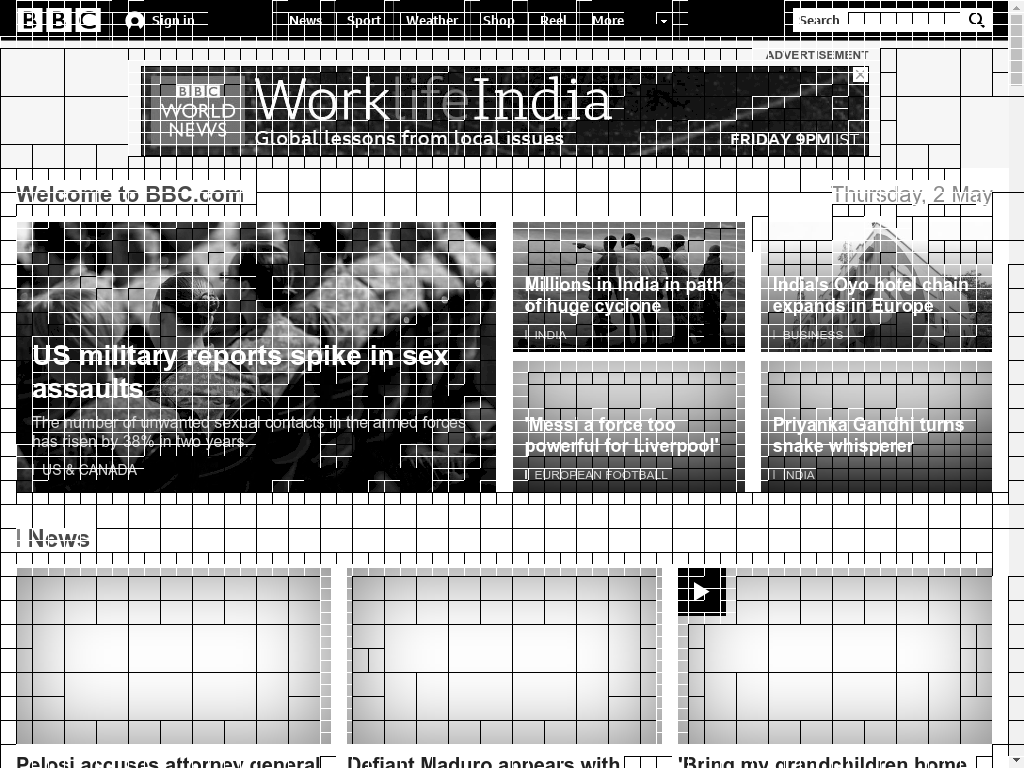 BBC Sign in News Sport Weather Shop Reel More Search
ADVERTISEMENT
BBC
WORLD
NEWS
WorklifeIndia
Global lessons from local issues
FRIDAY 9PM IST
Welcome to BBC.com
Thursday, 2 May
US military reports spike in sex
assaults
The number of unwanted sexual contacts in the armed forces
has risen by 38% in two years.
US & CANADA
Millions in India in path
of huge cyclone
INDIA
India's Oyo hotel chain
expands in Europe
BUSINESS
'Messi a force too
powerful for Liverpool'
EUROPEAN FOOTBALL
Priyanka Gandhi turns
snake whisperer
INDIA
News
Pelosi accuses attorney general
Defiant Maduro appears with
'Bring my grandchildren home